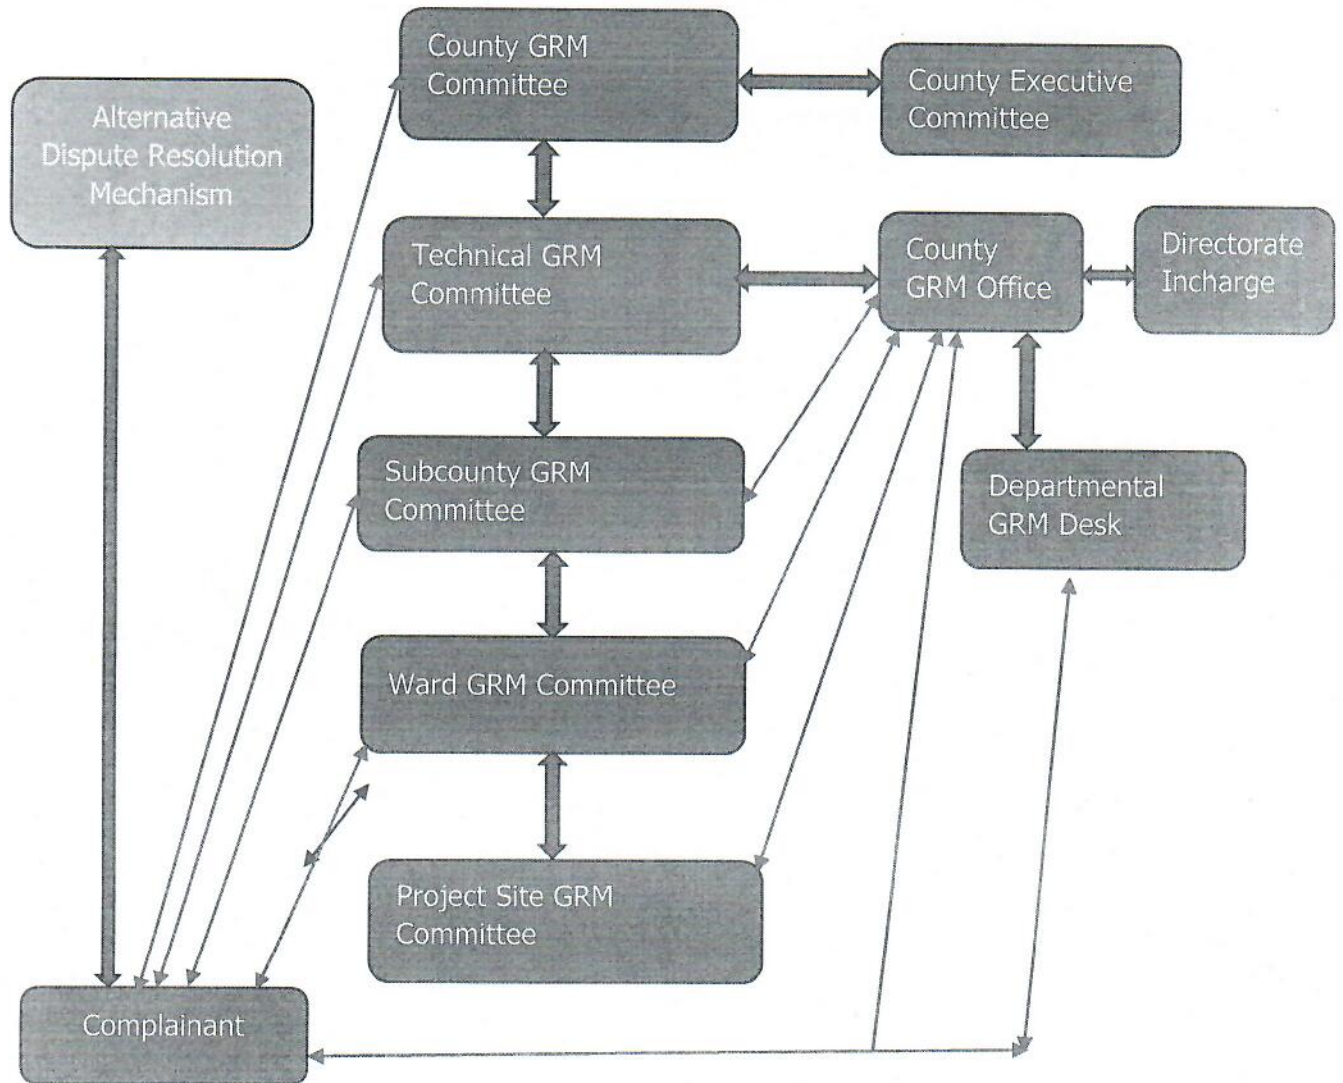 County GRM
Committee
County Executive
Committee
Alternative
Dispute Resolution
Mechanism
Technical GRM
Committee
County
GRM Office
Directorate
Incharge
Subcounty GRM
Committee
Departmental
GRM Desk
Ward GRM Committee
Project Site GRM
Committee
Complainant